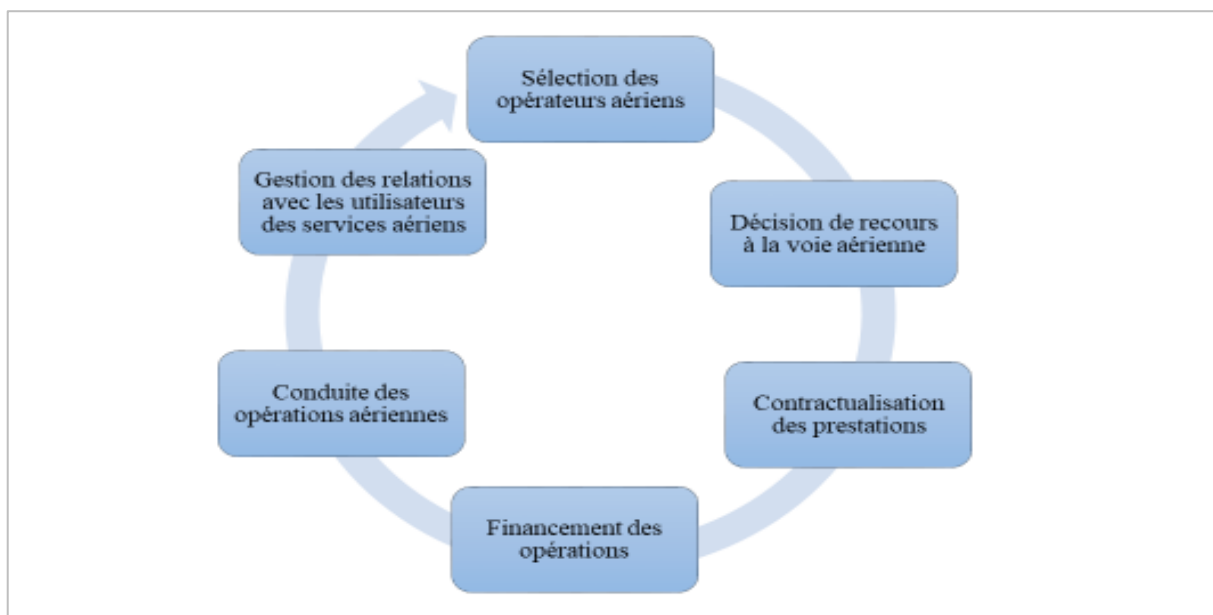 Sélection des
opérateurs aériens
Décision de recours
à la voie aérienne
Contractualisation
des prestations
Financement des
opérations
Conduite des
opérations aériennes
Gestion des relations
avec les utilisateurs
des services aériens